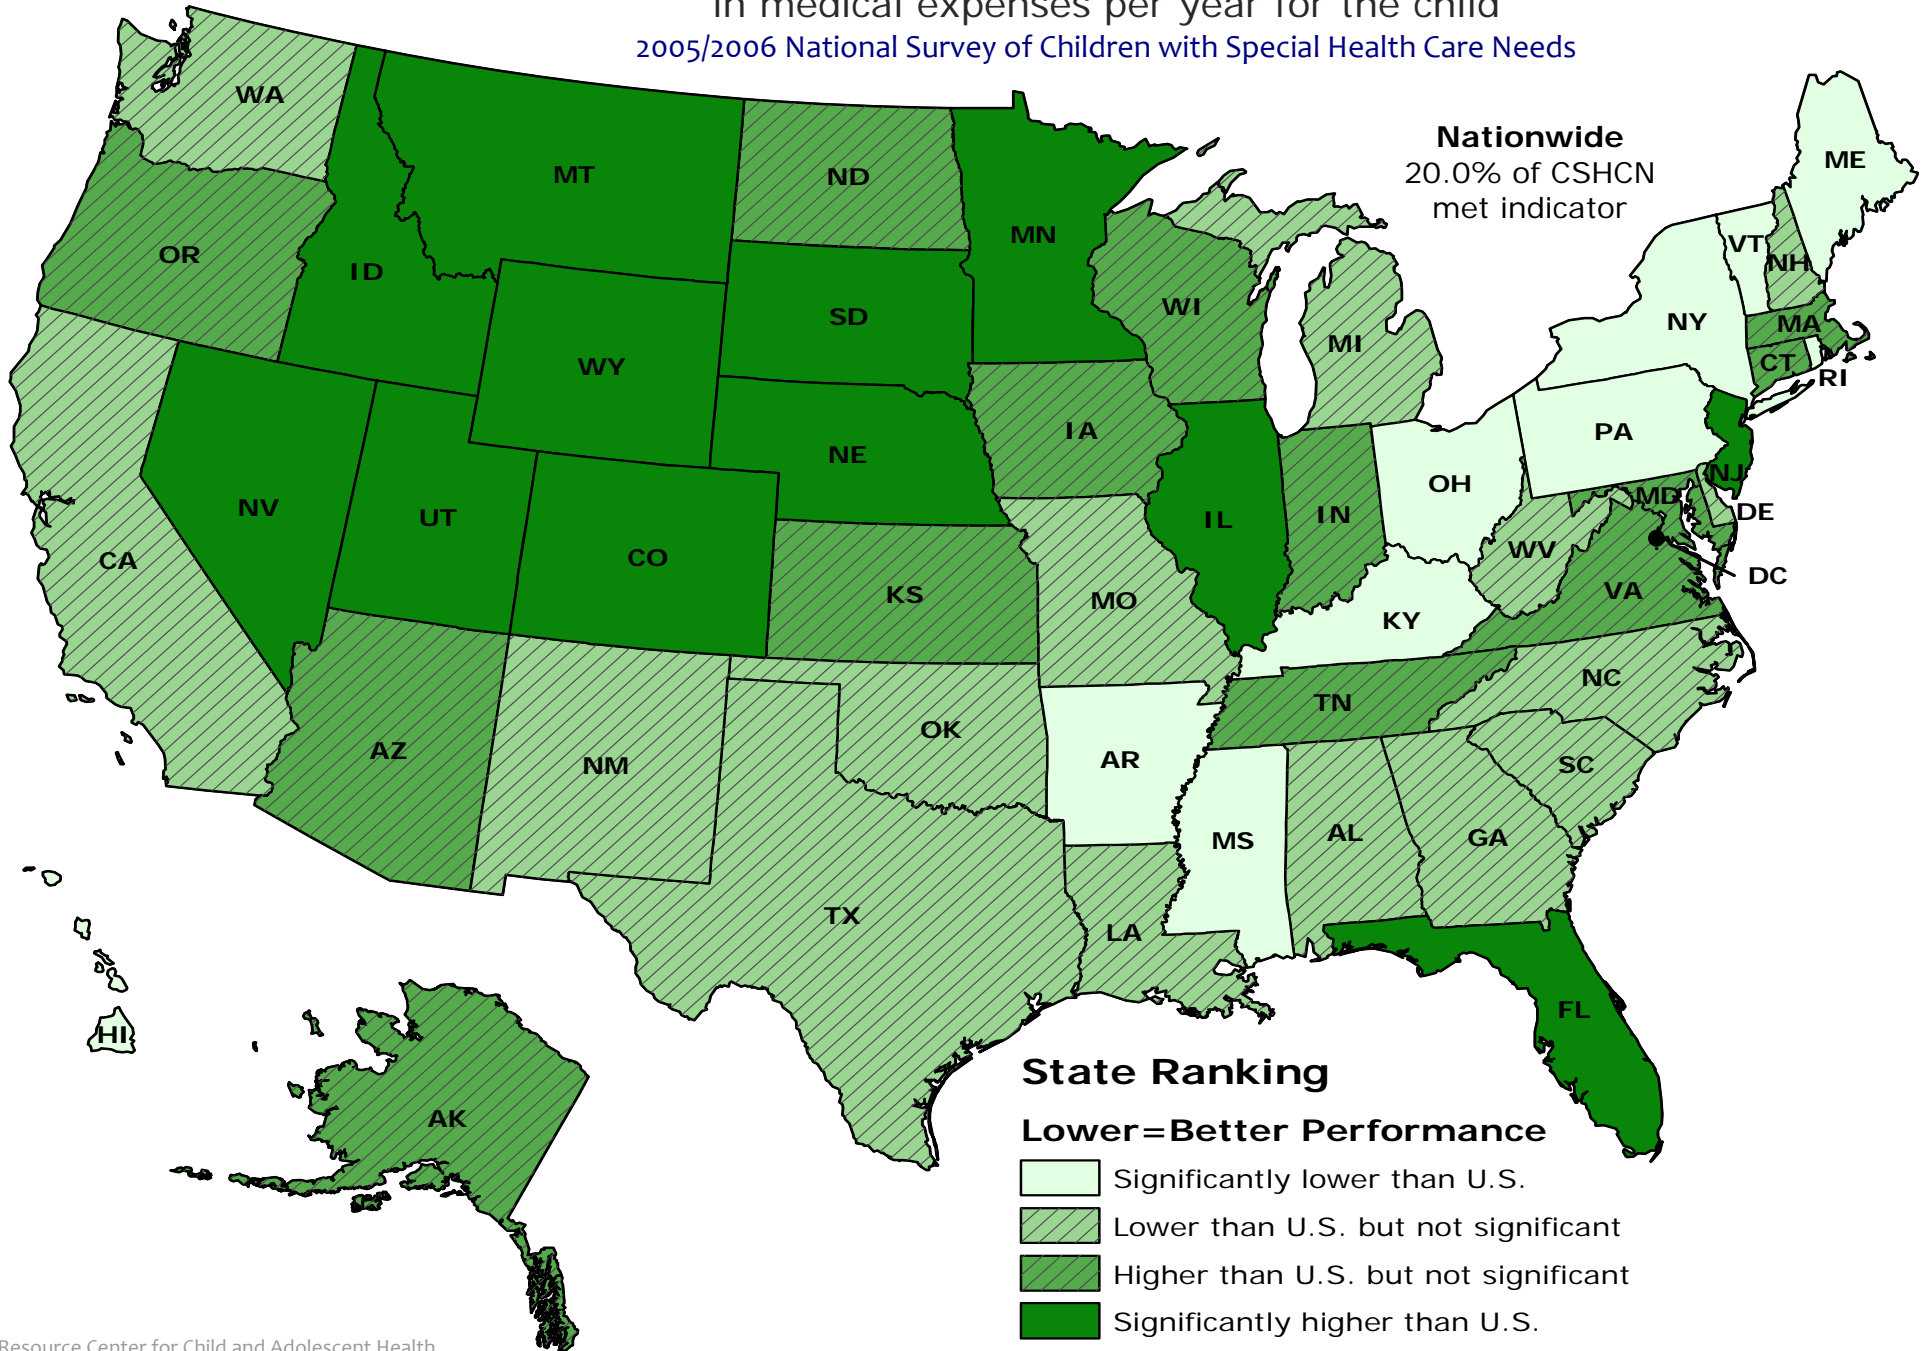 in medical expenses per year for the child
2005/2006 National Survey of Children with Special Health Care Needs
Nationwide
20.0% of CSHCN
met indicator
WA
MT
ND
MN
ME
OR
ID
SD
WI
VT
NH
WY
MI
NY
MA
CT
RI
IA
PA
NE
OH
NJ
NV
UT
IL
IN
MD
DE
CA
CO
WV
DC
KS
MO
VA
KY
NC
TN
AZ
NM
OK
AR
SC
MS
AL
GA
TX
LA
FL
HI
AK
State Ranking
Lower=Better Performance
Significantly lower than U.S.
Lower than U.S. but not significant
Higher than U.S. but not significant
Significantly higher than U.S.
Resource Center for Child and Adolescent Health